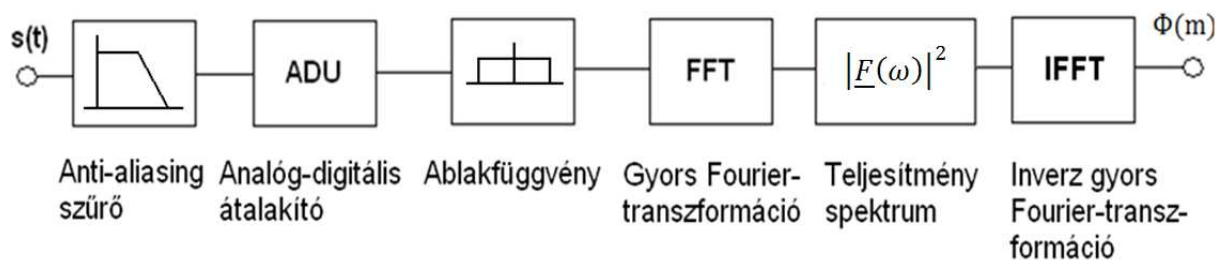 s(t)
ADU
FFT
|F(ω)|²
IFFT
Φ(m)
Anti-aliasing
szűrő
Analóg-digitális
átalakító
Ablakfüggvény
Gyors Fourier-
transzformáció
Teljesítmény
spektrum
Inverz gyors
Fourier-transz-
formáció